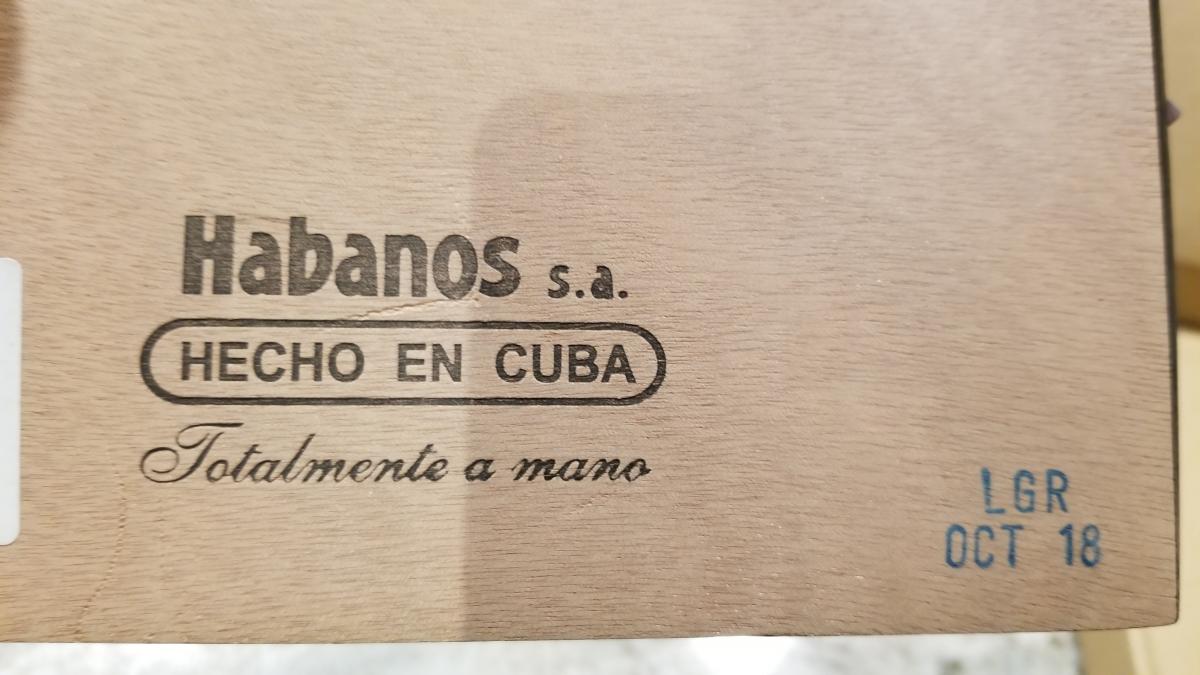 Habanos s.a.
HECHO EN CUBA
Totalmente a mano
LGR
OCT 18